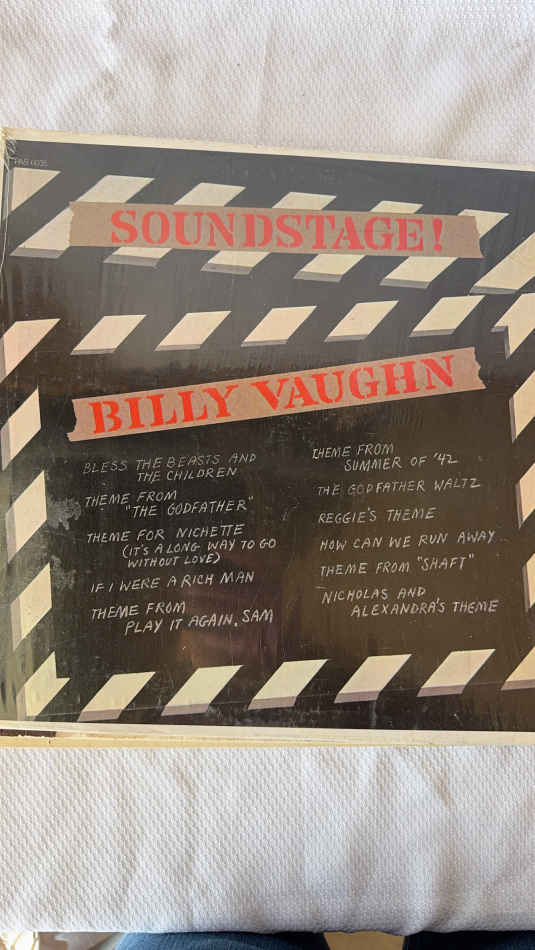 PAS 6035
SOUNDSTAGE!
BILLY VAUGHN
BLESS THE BEASTS AND
THE CHILDREN
THEME FROM
"THE GODFATHER"
THEME FOR NICHETTE
(IT'S A LONG WAY TO GO
WITHOUT LOVE)
IF I WERE A RICH MAN
THEME FROM
PLAY IT AGAIN, SAM
THEME FROM
SUMMER OF '42
THE GODFATHER WALTZ
REGGIE'S THEME
HOW CAN WE RUN AWAY
THEME FROM "SHAFT"
NICHOLAS AND
ALEXANDRA'S THEME